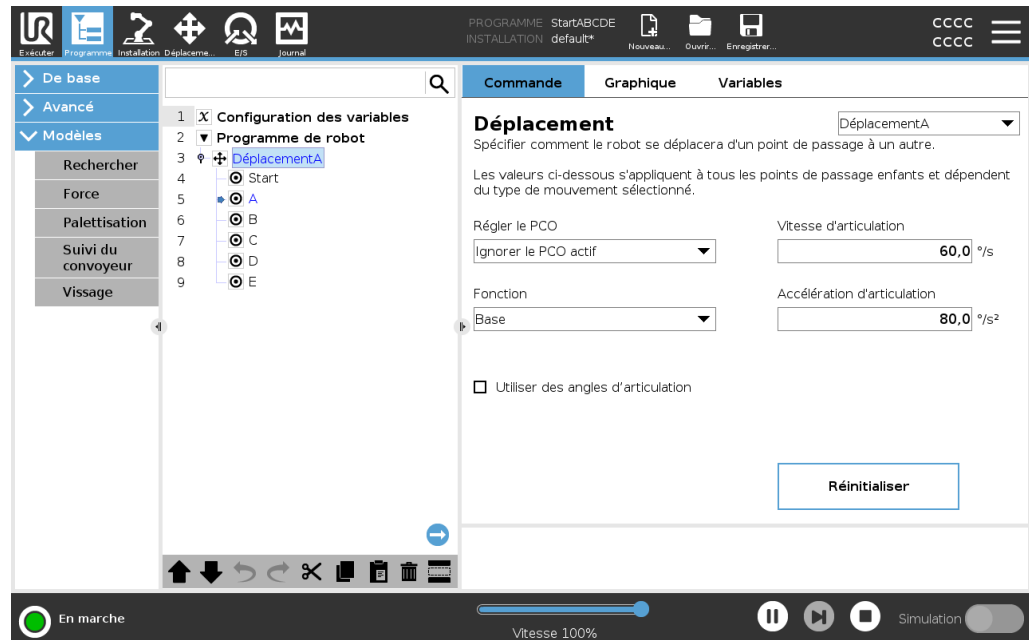 PROGRAMME StartABCDE
INSTALLATION default*
cccc
cccc
Exécuter Programme Installation Déplaceme... E/S Journal
Nouveau... Ouvrir... Enregistrer...
De base
Avancé
Modèles
Rechercher
Force
Palettisation
Suivi du
convoyeur
Vissage
1 X Configuration des variables
2 Programme de robot
3 DéplacementA
4 Start
5 A
6 B
7 C
8 D
9 E
Commande Graphique Variables
Déplacement
DéplacementA
Spécifier comment le robot se déplacera d'un point de passage à un autre.
Les valeurs ci-dessous s'appliquent à tous les points de passage enfants et dépendent
du type de mouvement sélectionné.
Régler le PCO
Vitesse d'articulation
Ignorer le PCO actif
60,0 °/s
Fonction
Accélération d'articulation
Base
80,0 °/s²
Utiliser des angles d'articulation
Réinitialiser
En marche
Vitesse 100%
Simulation